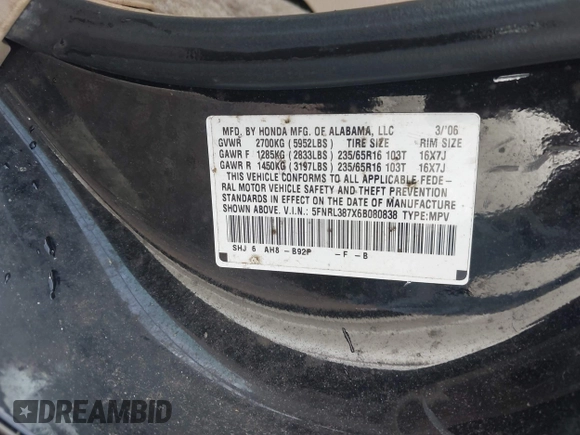 MFD. BY HONDA MFG. OF ALABAMA, LLC 3/'06
GVWR 2700KG (5952LBS) TIRE SIZE RIM SIZE
GAWR F 1285KG (2833LBS) 235/65R16 103T 16X7J
GAWR R 1450KG (3197LBS) 235/65R16 103T 16X7J
THIS VEHICLE CONFORMS TO ALL APPLICABLE FEDE-
RAL MOTOR VEHICLE SAFETY AND THEFT PREVENTION
STANDARDS IN EFFECT ON THE DATE OF MANUFACTURE
SHOWN ABOVE. V.I.N.: 5FNRL387X6B080838 TYPE:MPV
SHJ 6 AH8 -B92P -F -B
DREAMBID